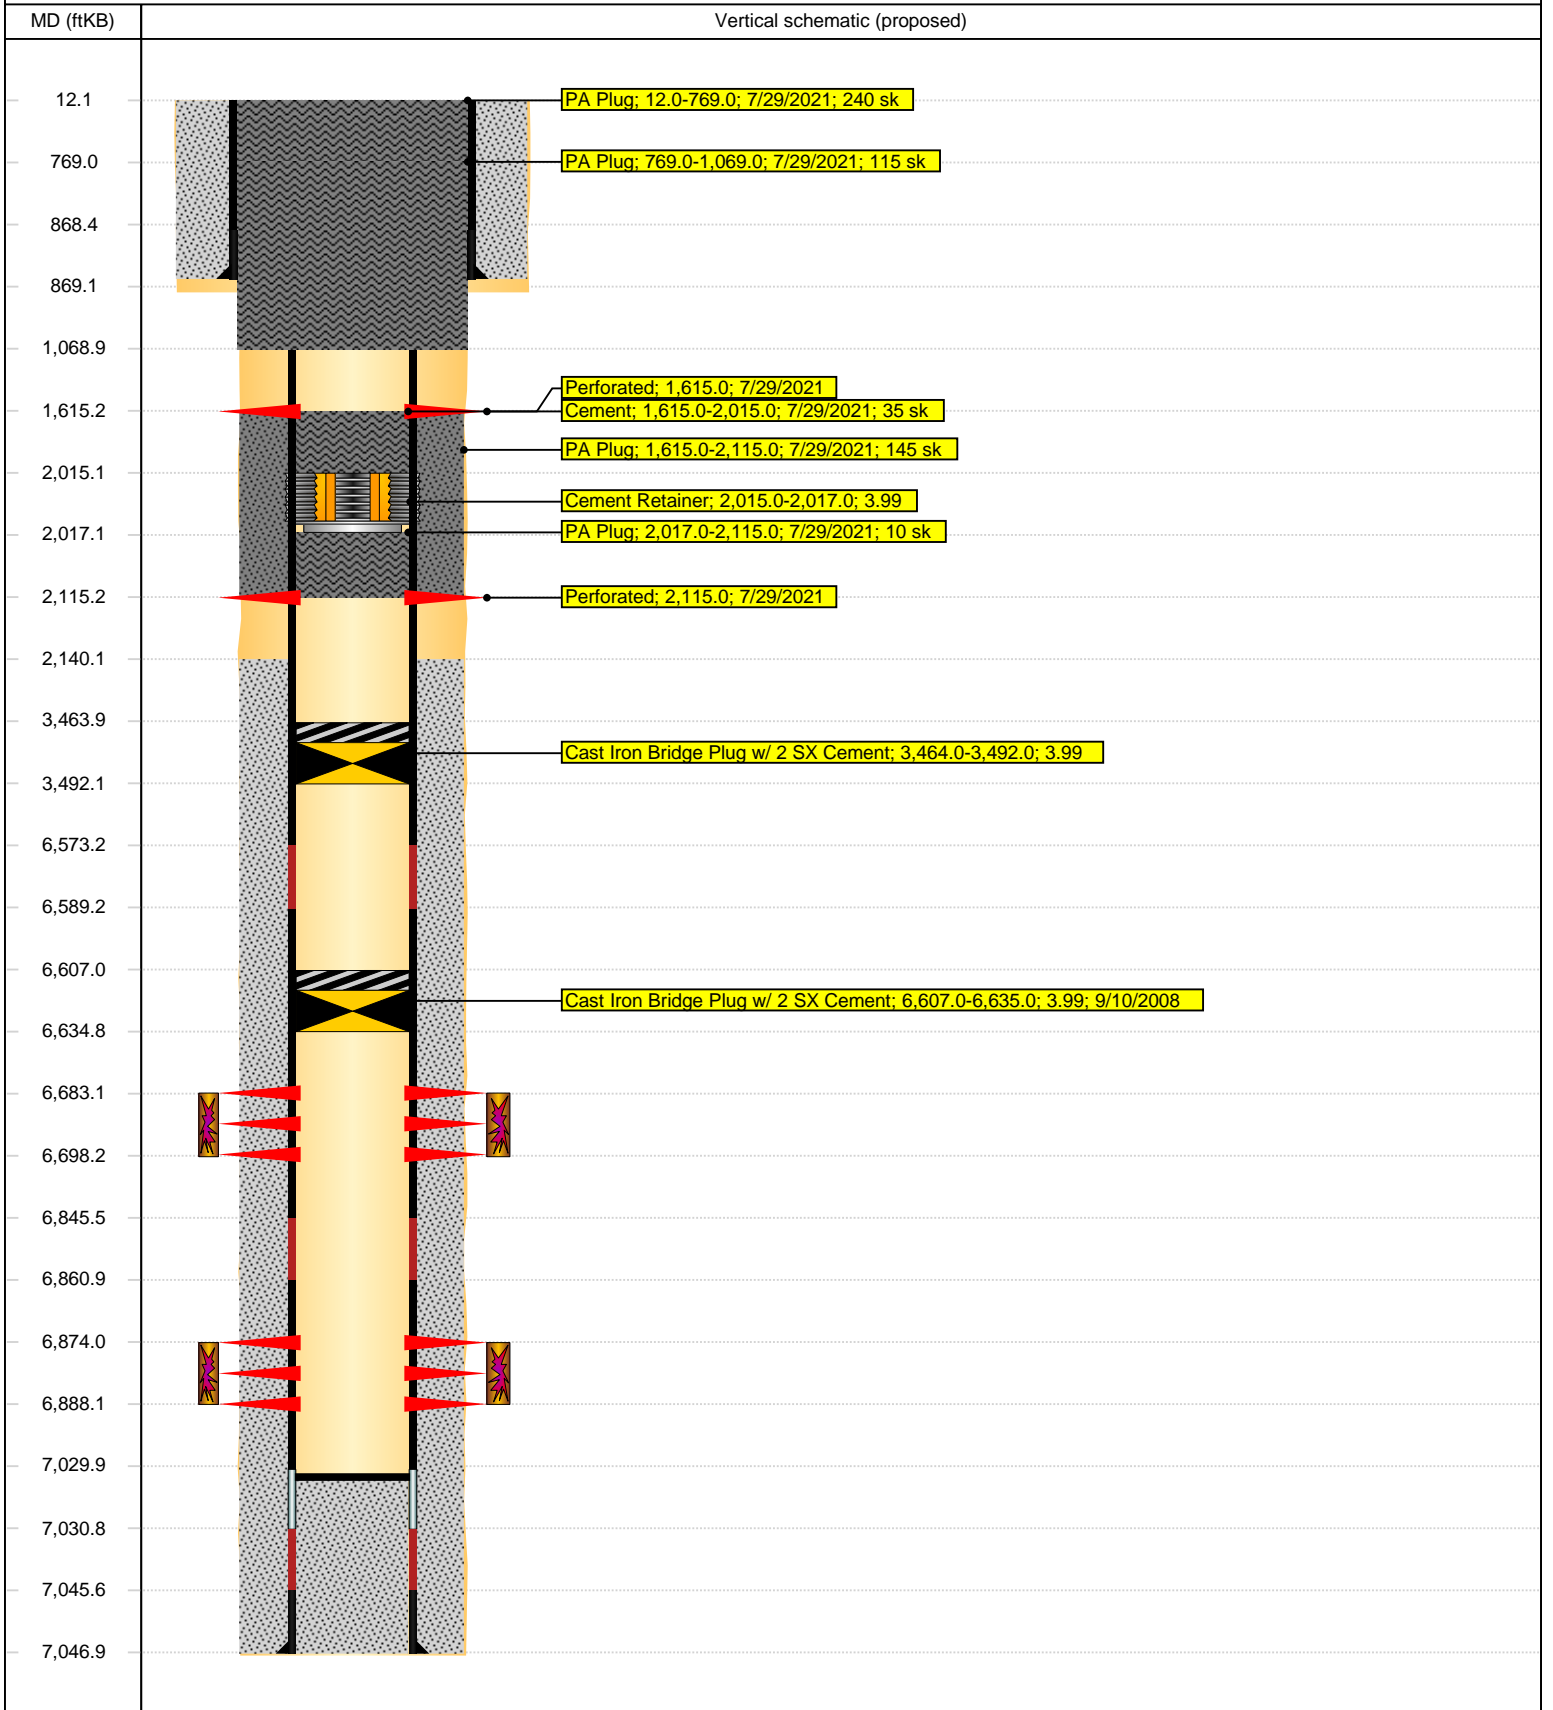 MD (ftKB)
Vertical schematic (proposed)
12.1
PA Plug; 12.0-769.0; 7/29/2021; 240 sk
769.0
PA Plug; 769.0-1,069.0; 7/29/2021; 115 sk
868.4
869.1
1,068.9
Perforated; 1,615.0; 7/29/2021
1,615.2
Cement; 1,615.0-2,015.0; 7/29/2021; 35 sk
PA Plug; 1,615.0-2,115.0; 7/29/2021; 145 sk
2,015.1
Cement Retainer; 2,015.0-2,017.0; 3.99
2,017.1
PA Plug; 2,017.0-2,115.0; 7/29/2021; 10 sk
2,115.2
Perforated; 2,115.0; 7/29/2021
2,140.1
3,463.9
Cast Iron Bridge Plug w/ 2 SX Cement; 3,464.0-3,492.0; 3.99
3,492.1
6,573.2
6,589.2
6,607.0
Cast Iron Bridge Plug w/ 2 SX Cement; 6,607.0-6,635.0; 3.99; 9/10/2008
6,634.8
6,683.1
6,698.2
6,845.5
6,860.9
6,874.0
6,888.1
7,029.9
7,030.8
7,045.6
7,046.9